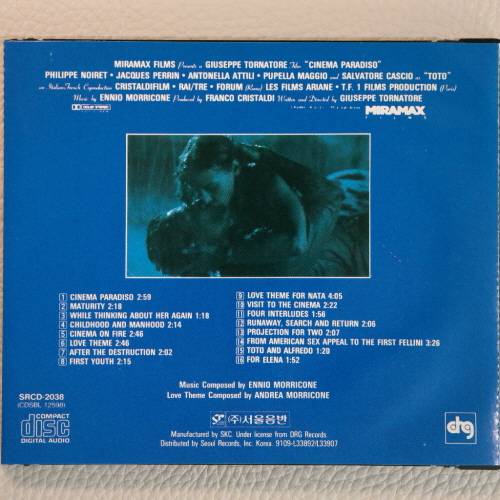 MIRAMAX FILMS Presents a GIUSEPPE TORNATORE Film "CINEMA PARADISO"
PHILIPPE NOIRET • JACQUES PERRIN • ANTONELLA ATTILI • PUPELLA MAGGIO and SALVATORE CASCIO as "TOTO"
an Italian/French Coproduction CRISTALDIFILM • RAI/TRE • FORUM (Rome) LES FILMS ARIANE • T.F. 1 FILMS PRODUCTION (Paris)
Music by ENNIO MORRICONE Produced by FRANCO CRISTALDI Written and Directed by GIUSEPPE TORNATORE
MIRAMAX
1 CINEMA PARADISO 2:59
2 MATURITY 2:18
3 WHILE THINKING ABOUT HER AGAIN 1:18
4 CHILDHOOD AND MANHOOD 2:14
5 CINEMA ON FIRE 2:46
6 LOVE THEME 2:46
7 AFTER THE DESTRUCTION 2:02
8 FIRST YOUTH 2:15
9 LOVE THEME FOR NATA 4:05
10 VISIT TO THE CINEMA 2:22
11 FOUR INTERLUDES 1:56
12 RUNAWAY, SEARCH AND RETURN 2:06
13 PROJECTION FOR TWO 2:07
14 FROM AMERICAN SEX APPEAL TO THE FIRST FELLINI 3:26
15 TOTO AND ALFREDO 1:20
16 FOR ELENA 1:52
Music Composed by ENNIO MORRICONE
Love Theme Composed by ANDREA MORRICONE
SRCD-2038
(CDSBL 12598)
COMPACT
disc
DIGITAL AUDIO
(주)서울음반
Manufactured by SKC. Under license from DRG Records
Distributed by Seoul Records, Inc. Korea. 9109-L33892/L33907
drg